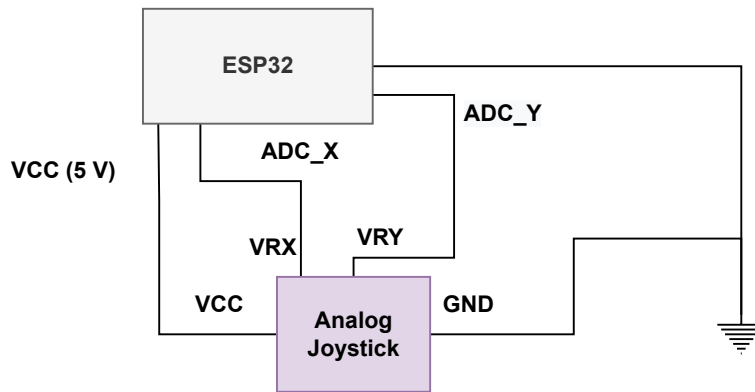 ESP32
ADC_Y
ADC_X
VCC (5 V)
VRX
VRY
VCC
GND
Analog
Joystick